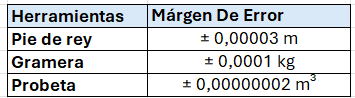 Herramientas Márgen De Error
Pie de rey ± 0,00003 m
Gramera ± 0,0001 kg
Probeta ± 0,00000002 m³